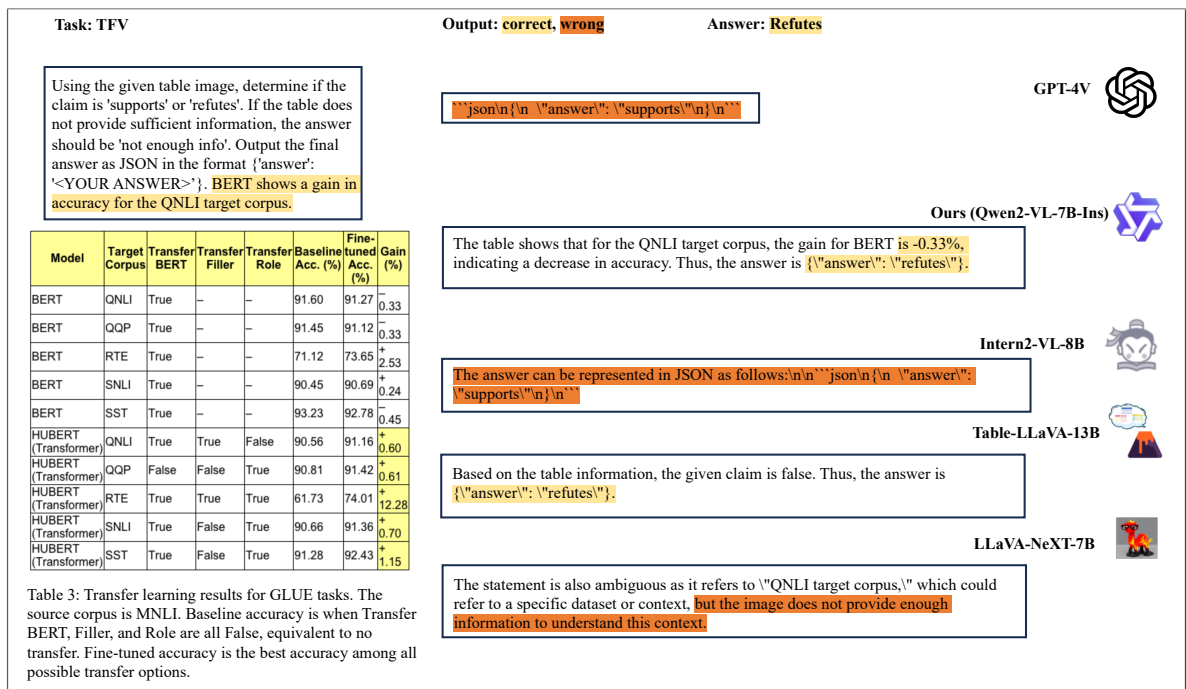 Task: TFV
Output: correct, wrong
Answer: Refutes
Using the given table image, determine if the
claim is 'supports' or 'refutes'. If the table does
not provide sufficient information, the answer
should be 'not enough info'. Output the final
answer as JSON in the format {'answer':
'<YOUR ANSWER>'}. BERT shows a gain in
accuracy for the QNLI target corpus.
Model Target Corpus Transfer BERT Transfer Filler Transfer Role Baseline Acc. (%) Fine-tuned Acc. (%) Gain (%)
BERT QNLI True – – 91.60 91.27 – 0.33
BERT QQP True – – 91.45 91.12 – 0.33
BERT RTE True – – 71.12 73.65 + 2.53
BERT SNLI True – – 90.45 90.69 + 0.24
BERT SST True – – 93.23 92.78 – 0.45
HUBERT (Transformer) QNLI True True False 90.56 91.16 + 0.60
HUBERT (Transformer) QQP False False True 90.81 91.42 + 0.61
HUBERT (Transformer) RTE True True True 61.73 74.01 + 12.28
HUBERT (Transformer) SNLI True False True 90.66 91.36 + 0.70
HUBERT (Transformer) SST True False True 91.28 92.43 + 1.15
Table 3: Transfer learning results for GLUE tasks. The
source corpus is MNLI. Baseline accuracy is when Transfer
BERT, Filler, and Role are all False, equivalent to no
transfer. Fine-tuned accuracy is the best accuracy among all
possible transfer options.
GPT-4V
```json\n{\n \"answer\": \"supports\"\n}\n```
Ours (Qwen2-VL-7B-Ins)
The table shows that for the QNLI target corpus, the gain for BERT is -0.33%,
indicating a decrease in accuracy. Thus, the answer is {\"answer\": \"refutes\"}.
Intern2-VL-8B
The answer can be represented in JSON as follows:\n\n```json\n{\n \"answer\":
\"supports\"\n}\n```
Table-LLaVA-13B
Based on the table information, the given claim is false. Thus, the answer is
{\"answer\": \"refutes\"}.
LLaVA-NeXT-7B
The statement is also ambiguous as it refers to \"QNLI target corpus,\" which could
refer to a specific dataset or context, but the image does not provide enough
information to understand this context.